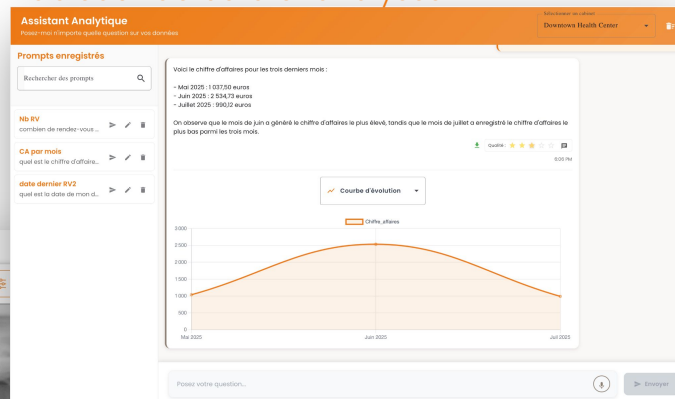 Assistant Analytique
Posez-moi n'importe quelle question sur vos données
Sélectionner un cabinet
Downtown Health Center
Prompts enregistrés
Rechercher des prompts
Nb RV
combien de rendez-vous ...
CA par mois
quel est le chiffre d'affaire...
date dernier RV2
quel est la date de mon d...
Voici le chiffre d'affaires pour les trois derniers mois :
- Mai 2025 : 1 037,50 euros
- Juin 2025 : 2 534,73 euros
- Juillet 2025 : 990,12 euros
On observe que le mois de juin a généré le chiffre d'affaires le plus élevé, tandis que le mois de juillet a enregistré le chiffre d'affaires le
plus bas parmi les trois mois.
Qualité :
6:06 PM
Courbe d'évolution
Chiffre_affaires
3 000
2 500
2 000
1 500
1 000
500
0
Mai 2025
Juin 2025
Juil 2025
Posez votre question...
Envoyer